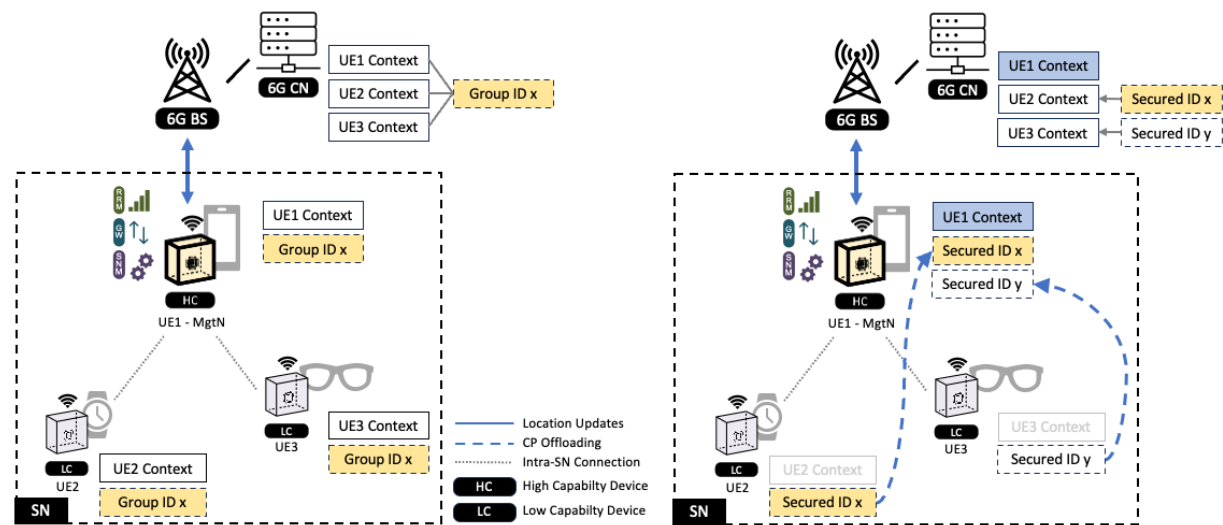 6G CN
6G BS
UE1 Context
UE2 Context
UE3 Context
Group ID x
RRM
GW
SNM
UE1 Context
Group ID x
HC
UE1 - MgtN
LC
UE2
UE2 Context
Group ID x
LC
UE3
UE3 Context
Group ID x
SN
Location Updates
CP Offloading
Intra-SN Connection
HC High Capabilty Device
LC Low Capabilty Device
6G CN
6G BS
UE1 Context
UE2 Context
Secured ID x
UE3 Context
Secured ID y
RRM
GW
SNM
UE1 Context
Secured ID x
Secured ID y
HC
UE1 - MgtN
LC
UE2
UE2 Context
Secured ID x
LC
UE3
UE3 Context
Secured ID y
SN